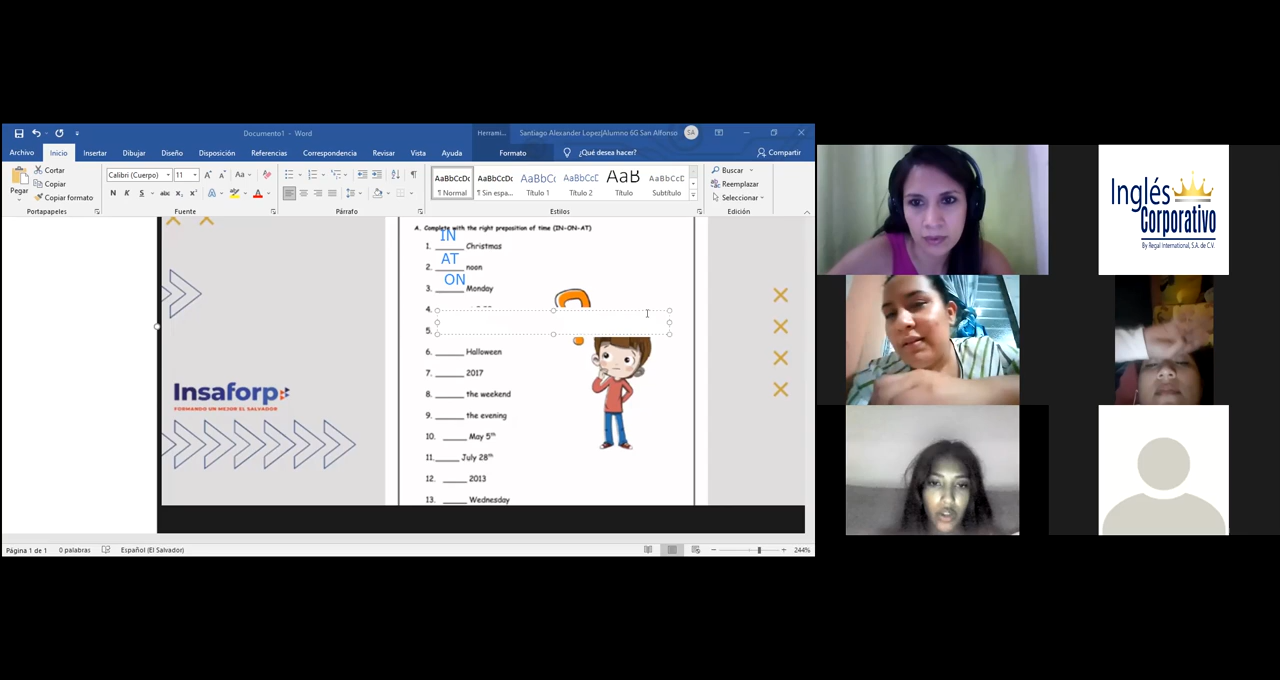 Documento1 - Word
Herrami...
Santiago Alexander Lopez|Alumno 6G San Alfonso
SA
Archivo Inicio Insertar Dibujar Diseño Disposición Referencias Correspondencia Revisar Vista Ayuda Formato ¿Qué desea hacer? Compartir
Pegar
Cortar
Copiar
Copiar formato
Calibri (Cuerpo) 11
AaBbCcDc AaBbCcDc AaBbCc AaBbCcD AaB AaBbCcD
¶ Normal ¶ Sin espa... Título 1 Título 2 Título Subtítulo
Buscar
Reemplazar
Seleccionar
Portapapeles Fuente Párrafo Estilos Edición
A. Complete with the right preposition of time (IN-ON-AT)
1. IN Christmas
2. AT noon
3. ON Monday
4.
5.
6. ______ Halloween
7. ______ 2017
8. ______ the weekend
9. ______ the evening
10. ______ May 5th
11. ______ July 28th
12. ______ 2013
13. ______ Wednesday
Insaforp
FORMANDO UN MEJOR EL SALVADOR
Página 1 de 1 0 palabras Español (El Salvador) 244%
Inglés
Corporativo
By Regal International, S.A. de C.V.